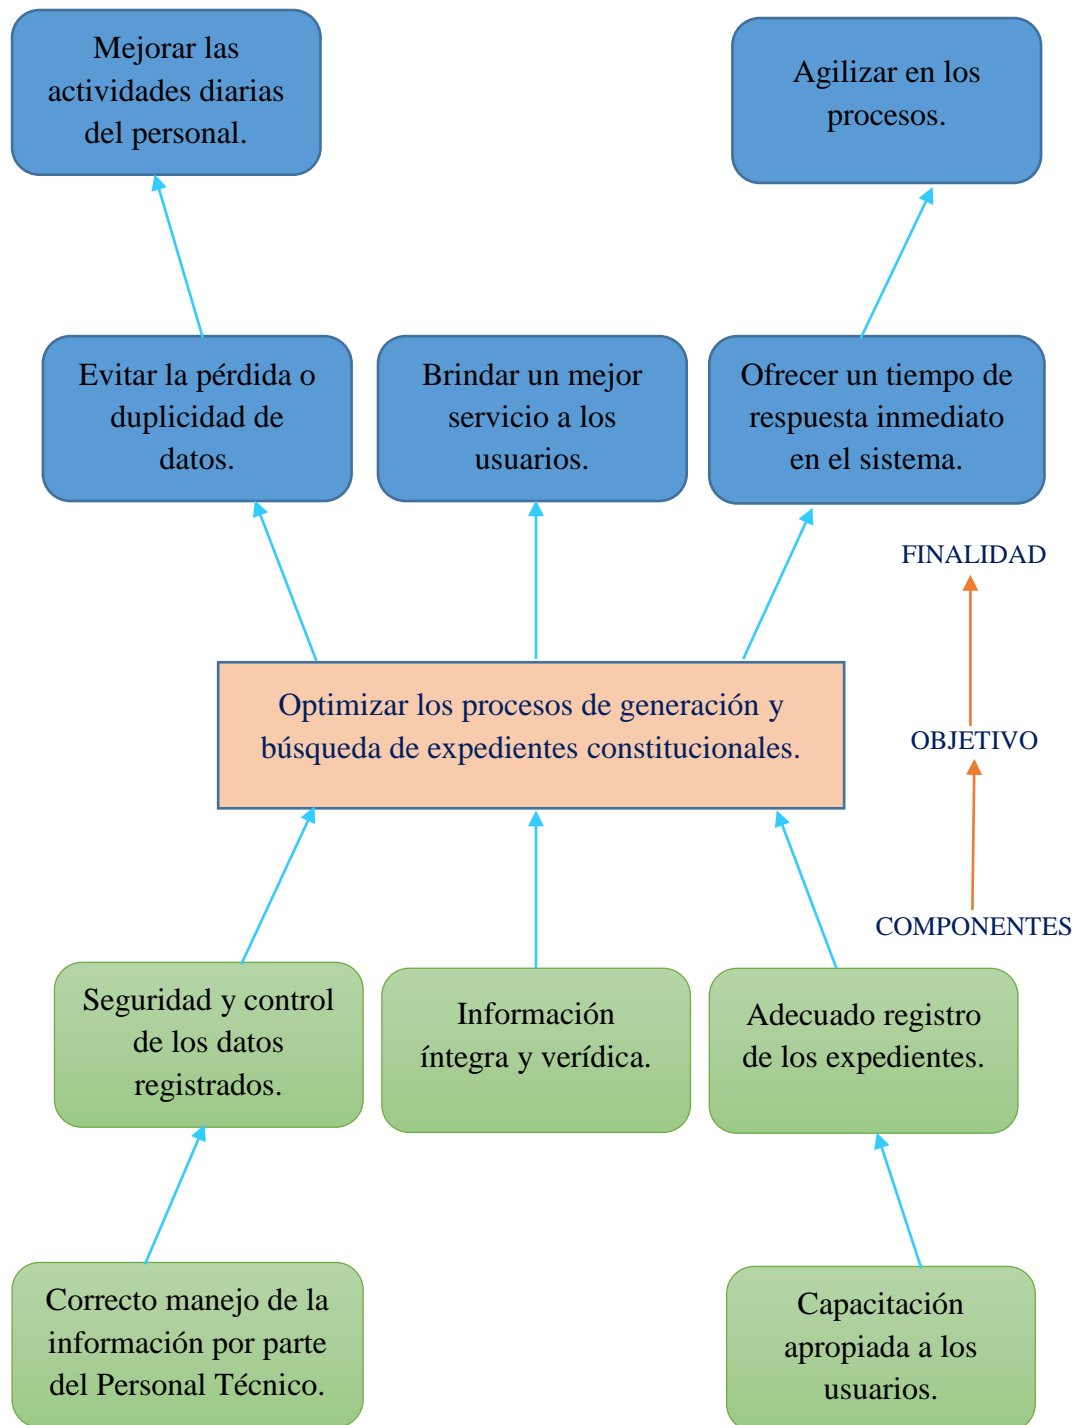 Mejorar las
actividades diarias
del personal.
Agilizar en los
procesos.
Evitar la pérdida o
duplicidad de
datos.
Brindar un mejor
servicio a los
usuarios.
Ofrecer un tiempo de
respuesta inmediato
en el sistema.
FINALIDAD
Optimizar los procesos de generación y
búsqueda de expedientes constitucionales.
OBJETIVO
COMPONENTES
Seguridad y control
de los datos
registrados.
Información
íntegra y verídica.
Adecuado registro
de los expedientes.
Correcto manejo de la
información por parte
del Personal Técnico.
Capacitación
apropiada a los
usuarios.